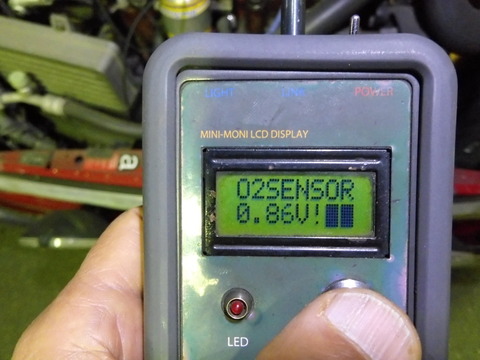 LIGHT LINK POWER
MINI-MONI LCD DISPLAY
O2SENSOR
0.86V!
LED